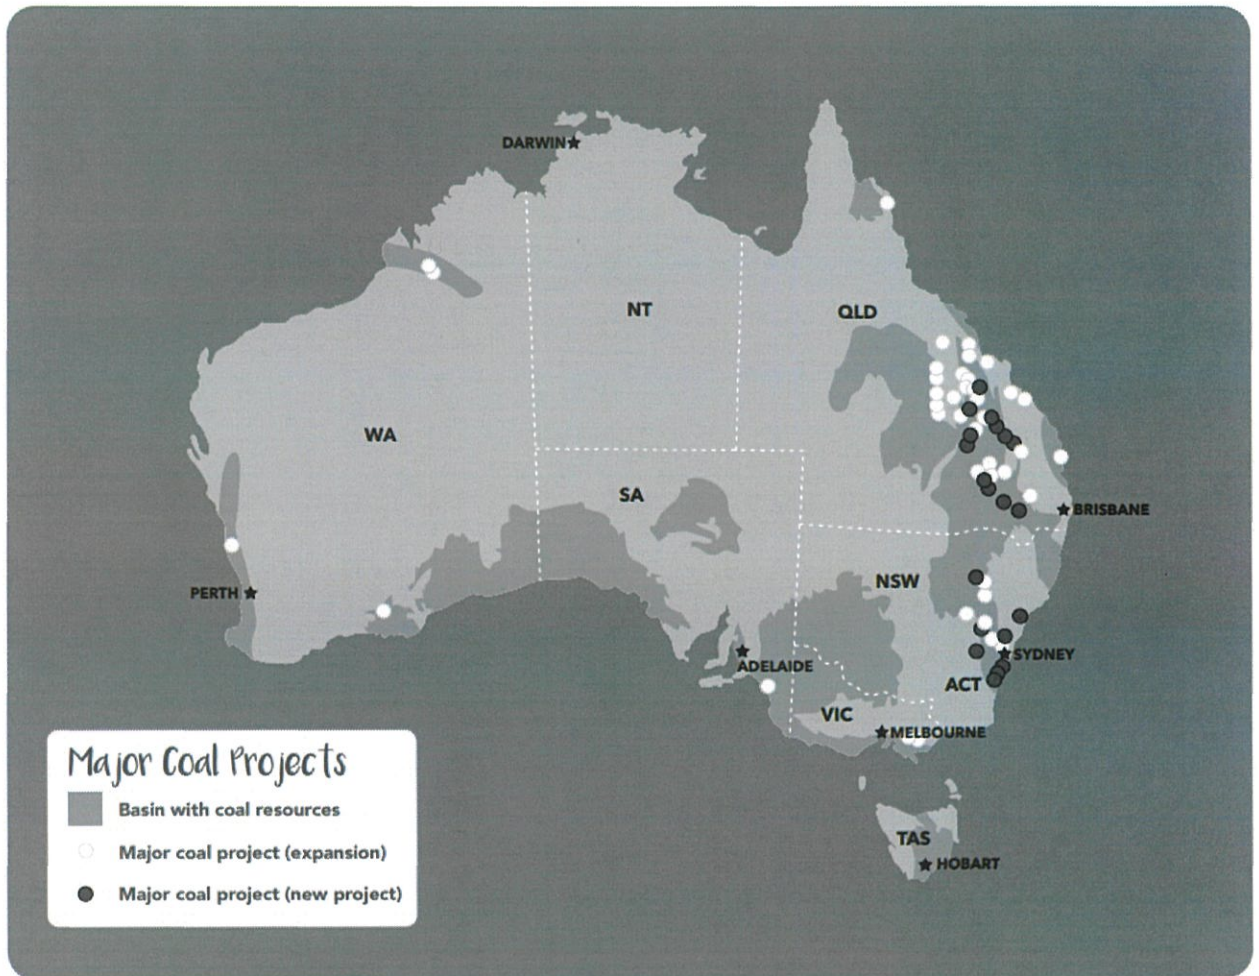 DARWIN
NT
QLD
WA
SA
BRISBANE
NSW
PERTH
SYDNEY
ADELAIDE
ACT
VIC
MELBOURNE
Major Coal Projects
Basin with coal resources
Major coal project (expansion)
Major coal project (new project)
TAS
HOBART